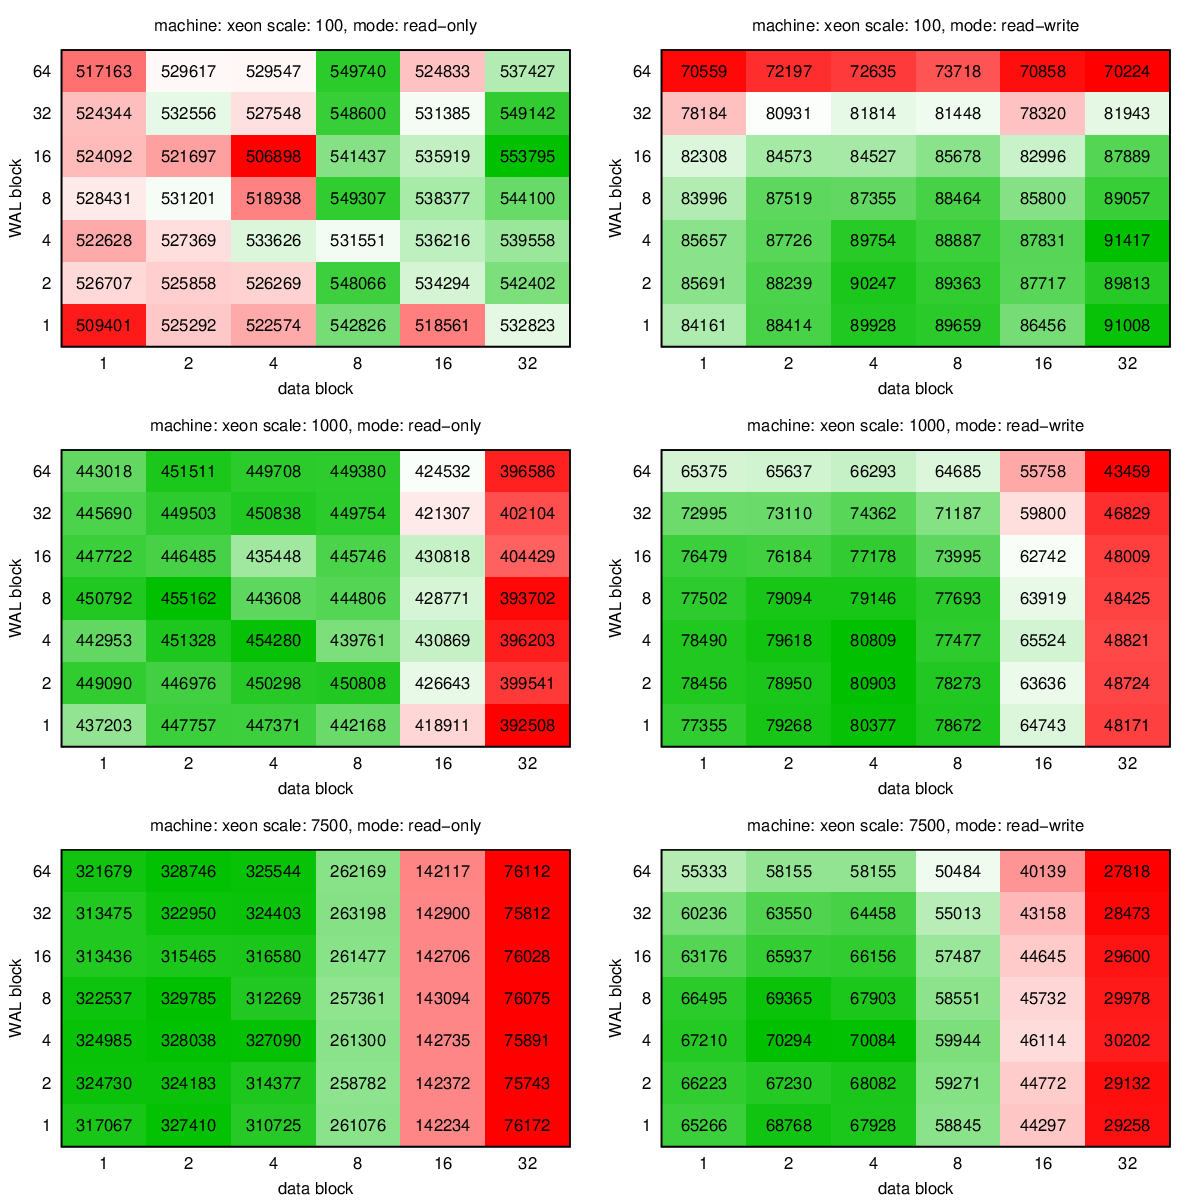 machine: xeon scale: 100, mode: read−only
64 517163 529617 529547 549740 524833 537427
32 524344 532556 527548 548600 531385 549142
16 524092 521697 506898 541437 535919 553795
8 528431 531201 518938 549307 538377 544100
4 522628 527369 533626 531551 536216 539558
2 526707 525858 526269 548066 534294 542402
1 509401 525292 522574 542826 518561 532823
1 2 4 8 16 32
data block
WAL block
machine: xeon scale: 100, mode: read−write
64 70559 72197 72635 73718 70858 70224
32 78184 80931 81814 81448 78320 81943
16 82308 84573 84527 85678 82996 87889
8 83996 87519 87355 88464 85800 89057
4 85657 87726 89754 88887 87831 91417
2 85691 88239 90247 89363 87717 89813
1 84161 88414 89928 89659 86456 91008
1 2 4 8 16 32
data block
WAL block
machine: xeon scale: 1000, mode: read−only
64 443018 451511 449708 449380 424532 396586
32 445690 449503 450838 449754 421307 402104
16 447722 446485 435448 445746 430818 404429
8 450792 455162 443608 444806 428771 393702
4 442953 451328 454280 439761 430869 396203
2 449090 446976 450298 450808 426643 399541
1 437203 447757 447371 442168 418911 392508
1 2 4 8 16 32
data block
WAL block
machine: xeon scale: 1000, mode: read−write
64 65375 65637 66293 64685 55758 43459
32 72995 73110 74362 71187 59800 46829
16 76479 76184 77178 73995 62742 48009
8 77502 79094 79146 77693 63919 48425
4 78490 79618 80809 77477 65524 48821
2 78456 78950 80903 78273 63636 48724
1 77355 79268 80377 78672 64743 48171
1 2 4 8 16 32
data block
WAL block
machine: xeon scale: 7500, mode: read−only
64 321679 328746 325544 262169 142117 76112
32 313475 322950 324403 263198 142900 75812
16 313436 315465 316580 261477 142706 76028
8 322537 329785 312269 257361 143094 76075
4 324985 328038 327090 261300 142735 75891
2 324730 324183 314377 258782 142372 75743
1 317067 327410 310725 261076 142234 76172
1 2 4 8 16 32
data block
WAL block
machine: xeon scale: 7500, mode: read−write
64 55333 58155 58155 50484 40139 27818
32 60236 63550 64458 55013 43158 28473
16 63176 65937 66156 57487 44645 29600
8 66495 69365 67903 58551 45732 29978
4 67210 70294 70084 59944 46114 30202
2 66223 67230 68082 59271 44772 29132
1 65266 68768 67928 58845 44297 29258
1 2 4 8 16 32
data block
WAL block